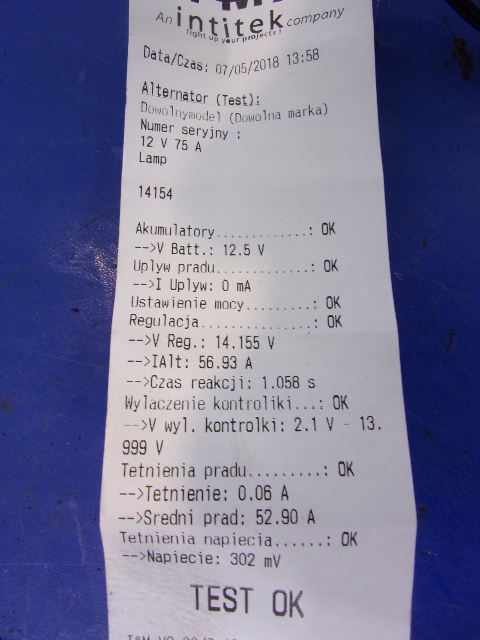 An intitek company
light up your projects!
Data/Czas: 07/05/2018 13:58
Alternator (Test):
Dowolnymodel (Dowolna marka)
Numer seryjny :
12 V 75 A
Lamp
14154
Akumulatory............: OK
-->V Batt.: 12.5 V
Uplyw pradu............: OK
-->I Uplyw: 0 mA
Ustawienie mocy........: OK
Regulacja..............: OK
-->V Reg.: 14.155 V
-->IAlt: 56.93 A
-->Czas reakcji: 1.058 s
Wylaczenie kontroliki...: OK
-->V wyl. kontrolki: 2.1 V - 13.
999 V
Tetnienia pradu.........: OK
-->Tetnienie: 0.06 A
-->Sredni prad: 52.90 A
Tetnienia napiecia......: OK
-->Napiecie: 302 mV
TEST OK